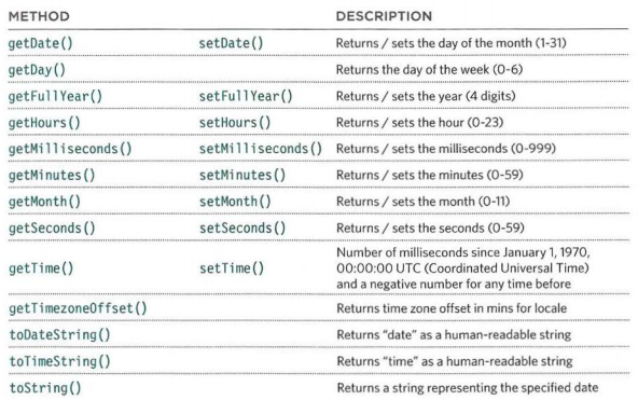 METHOD DESCRIPTION
getDate() setDate() Returns / sets the day of the month (1-31)
getDay() Returns the day of the week (0-6)
getFullYear() setFullYear() Returns / sets the year (4 digits)
getHours() setHours() Returns / sets the hour (0-23)
getMilliseconds() setMilliseconds() Returns / sets the milliseconds (0-999)
getMinutes() setMinutes() Returns / sets the minutes (0-59)
getMonth() setMonth() Returns / sets the month (0-11)
getSeconds() setSeconds() Returns / sets the seconds (0-59)
getTime() setTime() Number of milliseconds since January 1, 1970,
00:00:00 UTC (Coordinated Universal Time)
and a negative number for any time before
getTimezoneOffset() Returns time zone offset in mins for locale
toDateString() Returns "date" as a human-readable string
toTimeString() Returns "time" as a human-readable string
toString() Returns a string representing the specified date